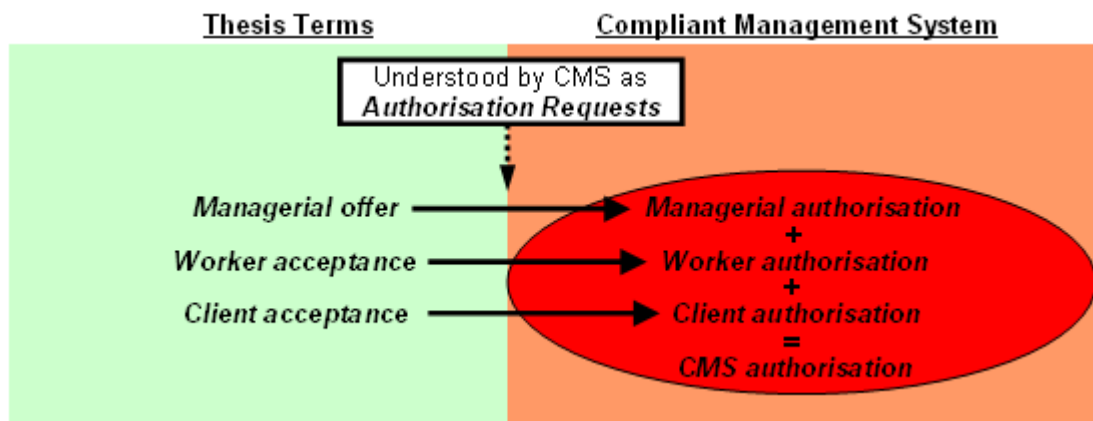 Thesis Terms
Compliant Management System
Understood by CMS as
Authorisation Requests
Managerial offer
Managerial authorisation
+
Worker acceptance
Worker authorisation
+
Client acceptance
Client authorisation
=
CMS authorisation